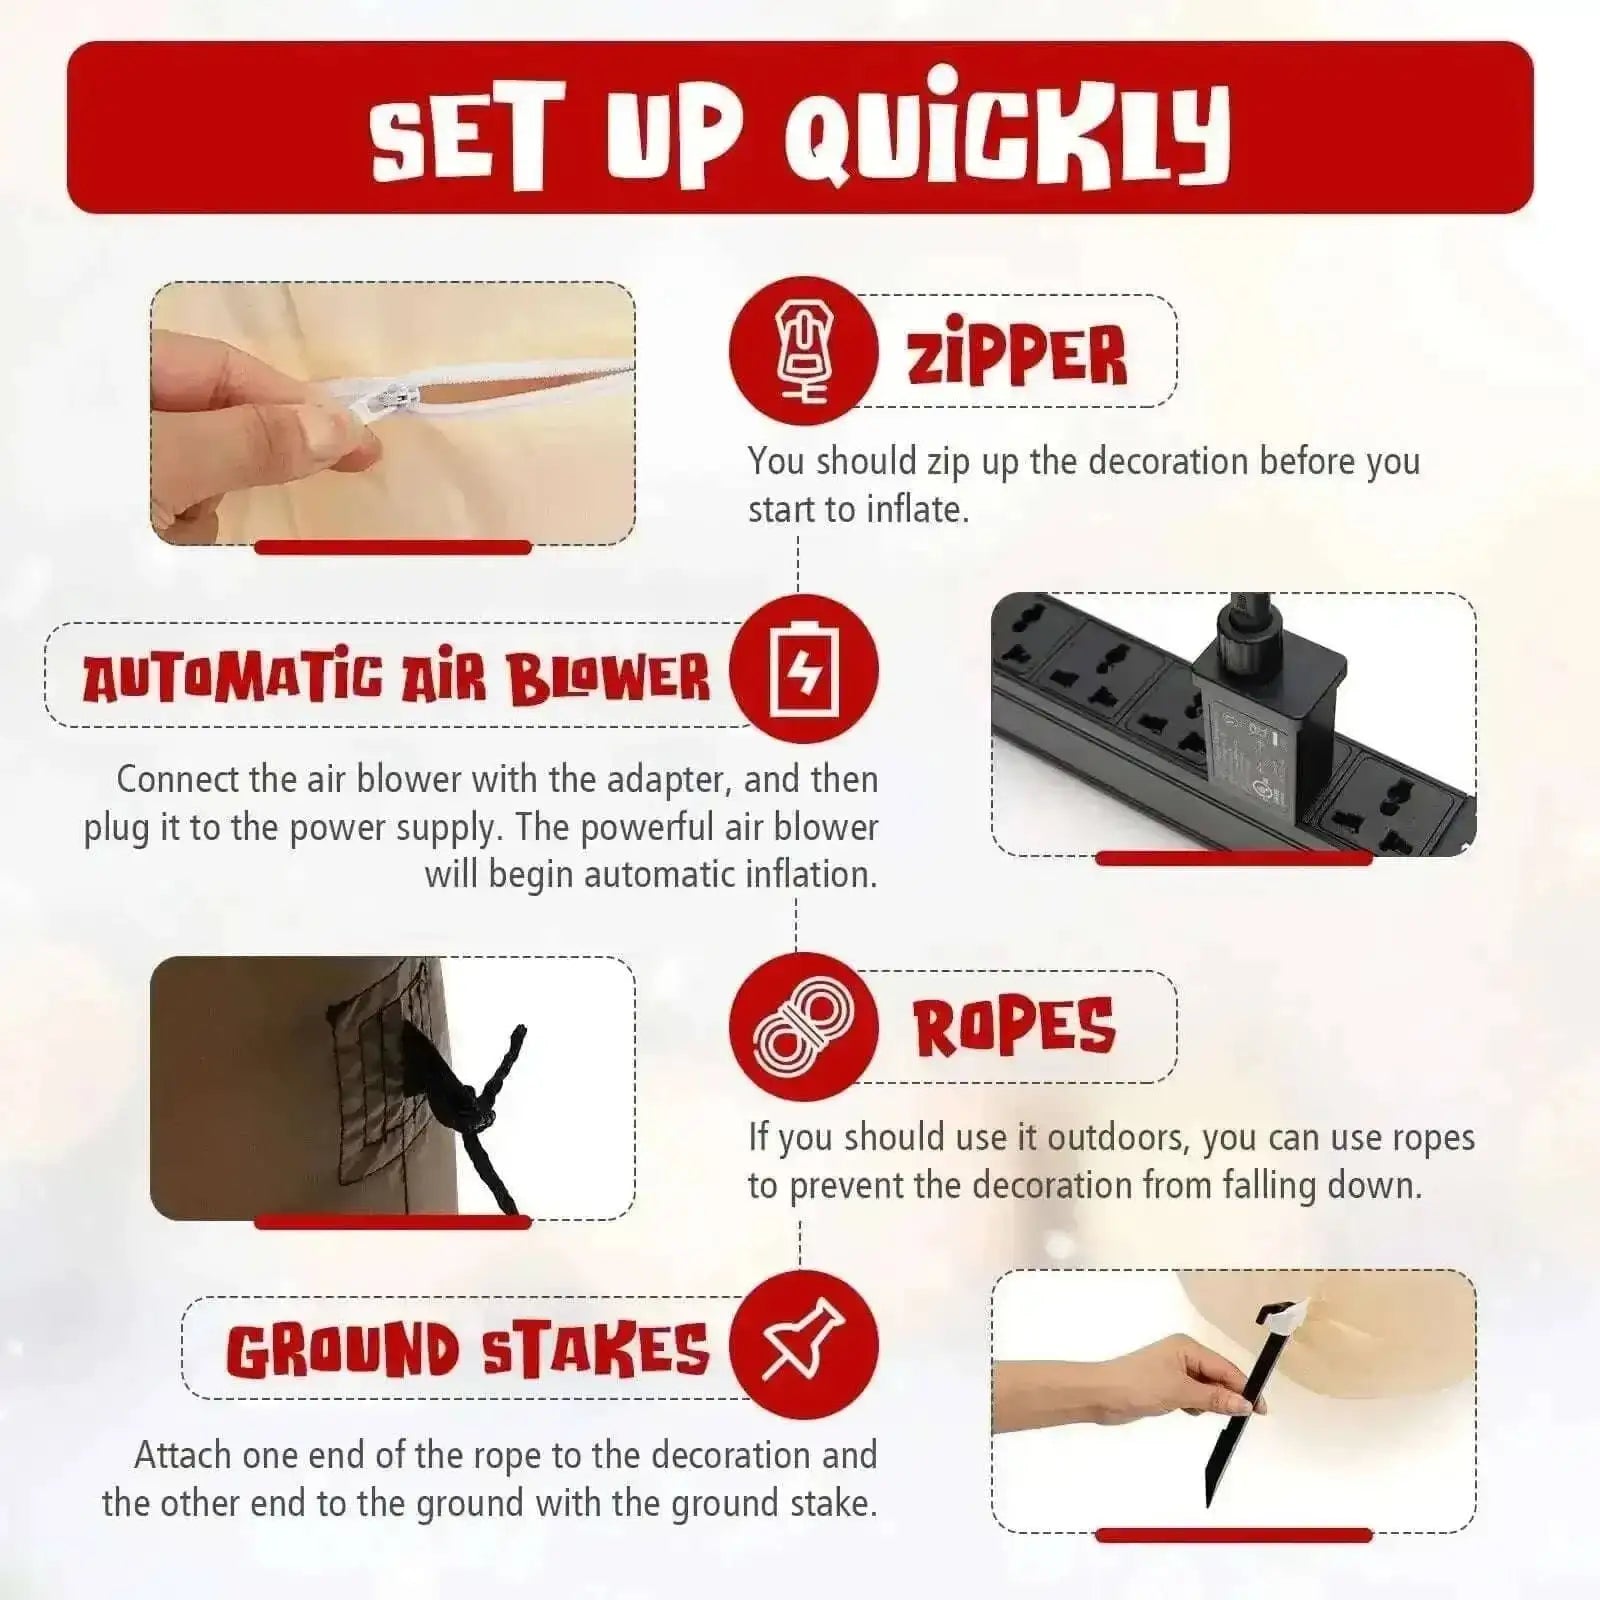 SET UP QUICKLY
ZIPPER
You should zip up the decoration before you
start to inflate.
AUTOMATIC AIR BLOWER
Connect the air blower with the adapter, and then
plug it to the power supply. The powerful air blower
will begin automatic inflation.
ROPES
If you should use it outdoors, you can use ropes
to prevent the decoration from falling down.
GROUND STAKES
Attach one end of the rope to the decoration and
the other end to the ground with the ground stake.